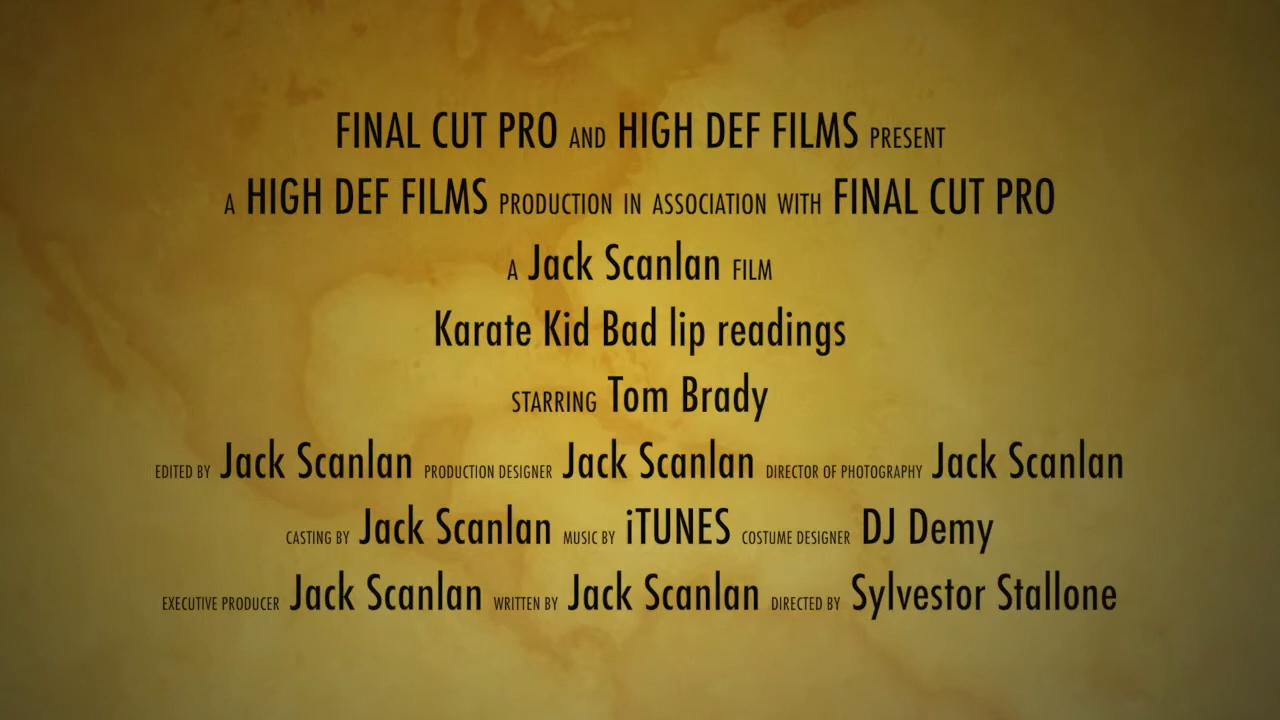 FINAL CUT PRO AND HIGH DEF FILMS PRESENT
A HIGH DEF FILMS PRODUCTION IN ASSOCIATION WITH FINAL CUT PRO
A Jack Scanlan FILM
Karate Kid Bad lip readings
STARRING Tom Brady
EDITED BY Jack Scanlan PRODUCTION DESIGNER Jack Scanlan DIRECTOR OF PHOTOGRAPHY Jack Scanlan
CASTING BY Jack Scanlan MUSIC BY iTUNES COSTUME DESIGNER DJ Demy
EXECUTIVE PRODUCER Jack Scanlan WRITTEN BY Jack Scanlan DIRECTED BY Sylvestor Stallone